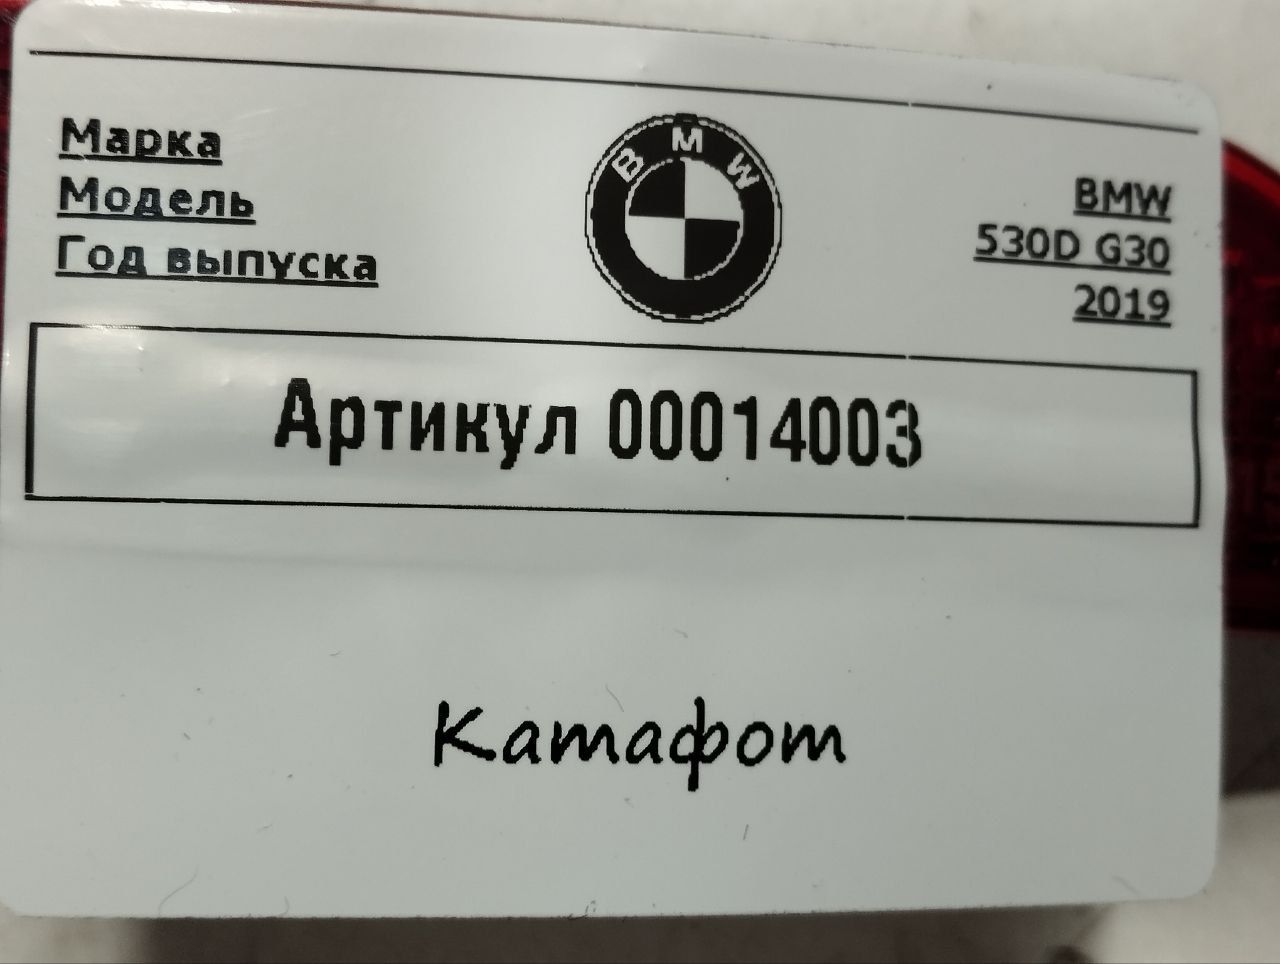 Марка
BMW
BMW
Модель
530D G30
Год выпуска
2019
Артикул 00014003
Катафот